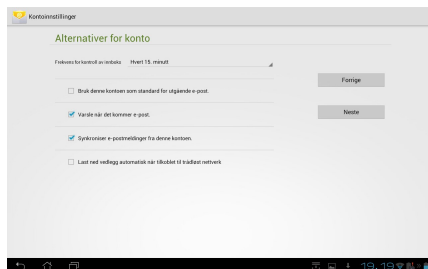 Kontoinnstillinger
Alternativer for konto
Frekvens for kontroll av innboks Hvert 15. minutt
Forrige
Bruk denne kontoen som standard for utgående e-post.
Varsle når det kommer e-post.
Neste
Synkroniser e-postmeldinger fra denne kontoen.
Last ned vedlegg automatisk når tilkoblet til trådløst nettverk
19.19